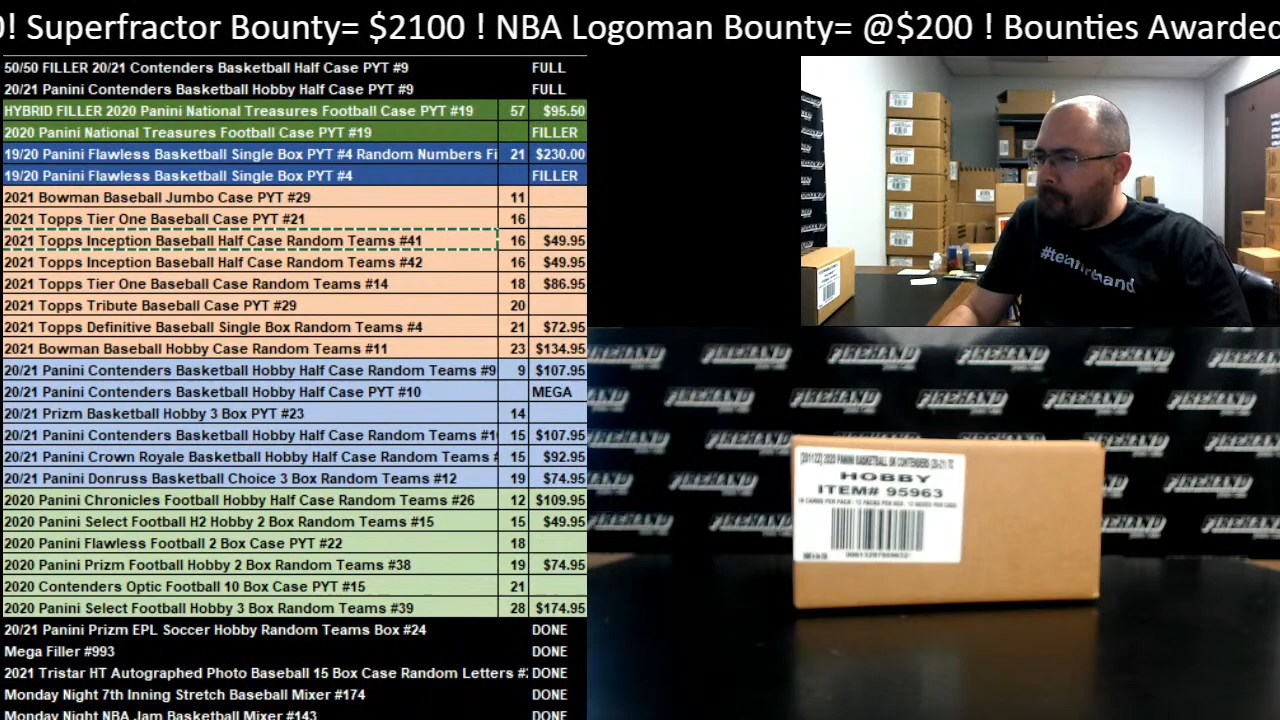 0! Superfractor Bounty= $2100 ! NBA Logoman Bounty= @$200 ! Bounties Awarded
50/50 FILLER 20/21 Contenders Basketball Half Case PYT #9 FULL
20/21 Panini Contenders Basketball Hobby Half Case PYT #9 FULL
HYBRID FILLER 2020 Panini National Treasures Football Case PYT #19 57 $95.50
2020 Panini National Treasures Football Case PYT #19 FILLER
19/20 Panini Flawless Basketball Single Box PYT #4 Random Numbers Fi 21 $230.00
19/20 Panini Flawless Basketball Single Box PYT #4 FILLER
2021 Bowman Baseball Jumbo Case PYT #29 11
2021 Topps Tier One Baseball Case PYT #21 16
2021 Topps Inception Baseball Half Case Random Teams #41 16 $49.95
2021 Topps Inception Baseball Half Case Random Teams #42 16 $49.95
2021 Topps Tier One Baseball Case Random Teams #14 18 $86.95
2021 Topps Tribute Baseball Case PYT #29 20
2021 Topps Definitive Baseball Single Box Random Teams #4 21 $72.95
2021 Bowman Baseball Hobby Case Random Teams #11 23 $134.95
20/21 Panini Contenders Basketball Hobby Half Case Random Teams #9 9 $107.95
20/21 Panini Contenders Basketball Hobby Half Case PYT #10 MEGA
20/21 Prizm Basketball Hobby 3 Box PYT #23 14
20/21 Panini Contenders Basketball Hobby Half Case Random Teams #1 15 $107.95
20/21 Panini Crown Royale Basketball Hobby Half Case Random Teams # 15 $92.95
20/21 Panini Donruss Basketball Choice 3 Box Random Teams #12 19 $74.95
2020 Panini Chronicles Football Hobby Half Case Random Teams #26 12 $109.95
2020 Panini Select Football H2 Hobby 2 Box Random Teams #15 15 $49.95
2020 Panini Flawless Football 2 Box Case PYT #22 18
2020 Panini Prizm Football Hobby 2 Box Random Teams #38 19 $74.95
2020 Contenders Optic Football 10 Box Case PYT #15 21
2020 Panini Select Football Hobby 3 Box Random Teams #39 28 $174.95
20/21 Panini Prizm EPL Soccer Hobby Random Teams Box #24 DONE
Mega Filler #993 DONE
2021 Tristar HT Autographed Photo Baseball 15 Box Case Random Letters #: DONE
Monday Night 7th Inning Stretch Baseball Mixer #174 DONE
Monday Night NBA Jam Basketball Mixer #143 DONE
#teamfirehand
FIREHAND
HOBBY
ITEM# 95963